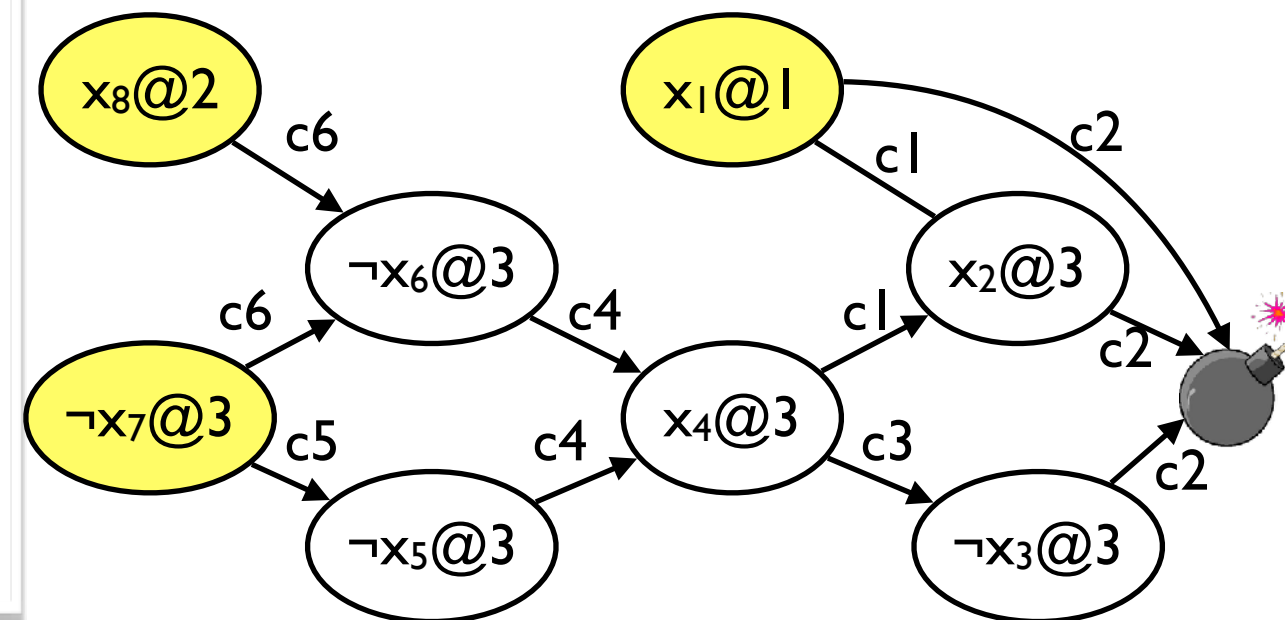 x₈@2
x₁@1
c6
c1
c2
¬x₆@3
x₂@3
c6
c4
c1
c2
¬x₇@3
c5
c4
x₄@3
c3
c2
¬x₅@3
¬x₃@3